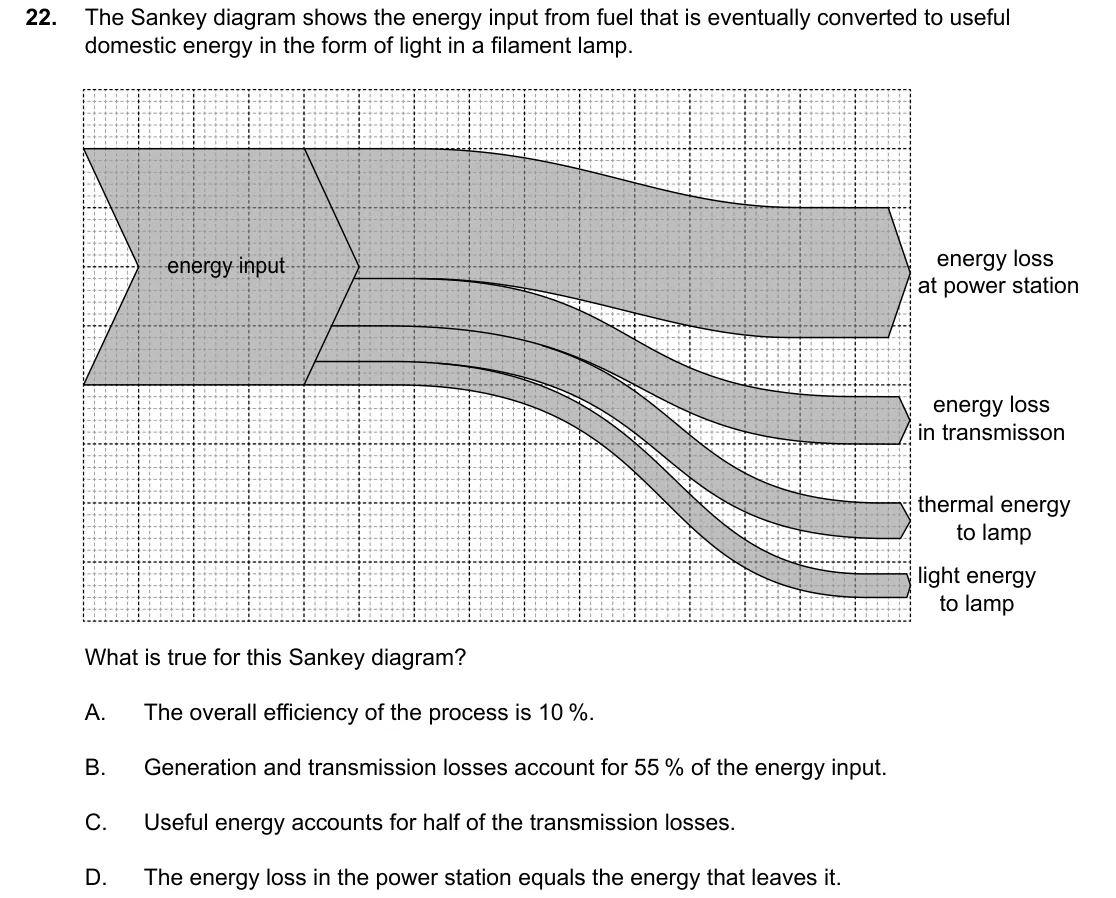 22. The Sankey diagram shows the energy input from fuel that is eventually converted to useful
domestic energy in the form of light in a filament lamp.
energy input
energy loss
at power station
energy loss
in transmisson
thermal energy
to lamp
light energy
to lamp
What is true for this Sankey diagram?
A. The overall efficiency of the process is 10 %.
B. Generation and transmission losses account for 55 % of the energy input.
C. Useful energy accounts for half of the transmission losses.
D. The energy loss in the power station equals the energy that leaves it.